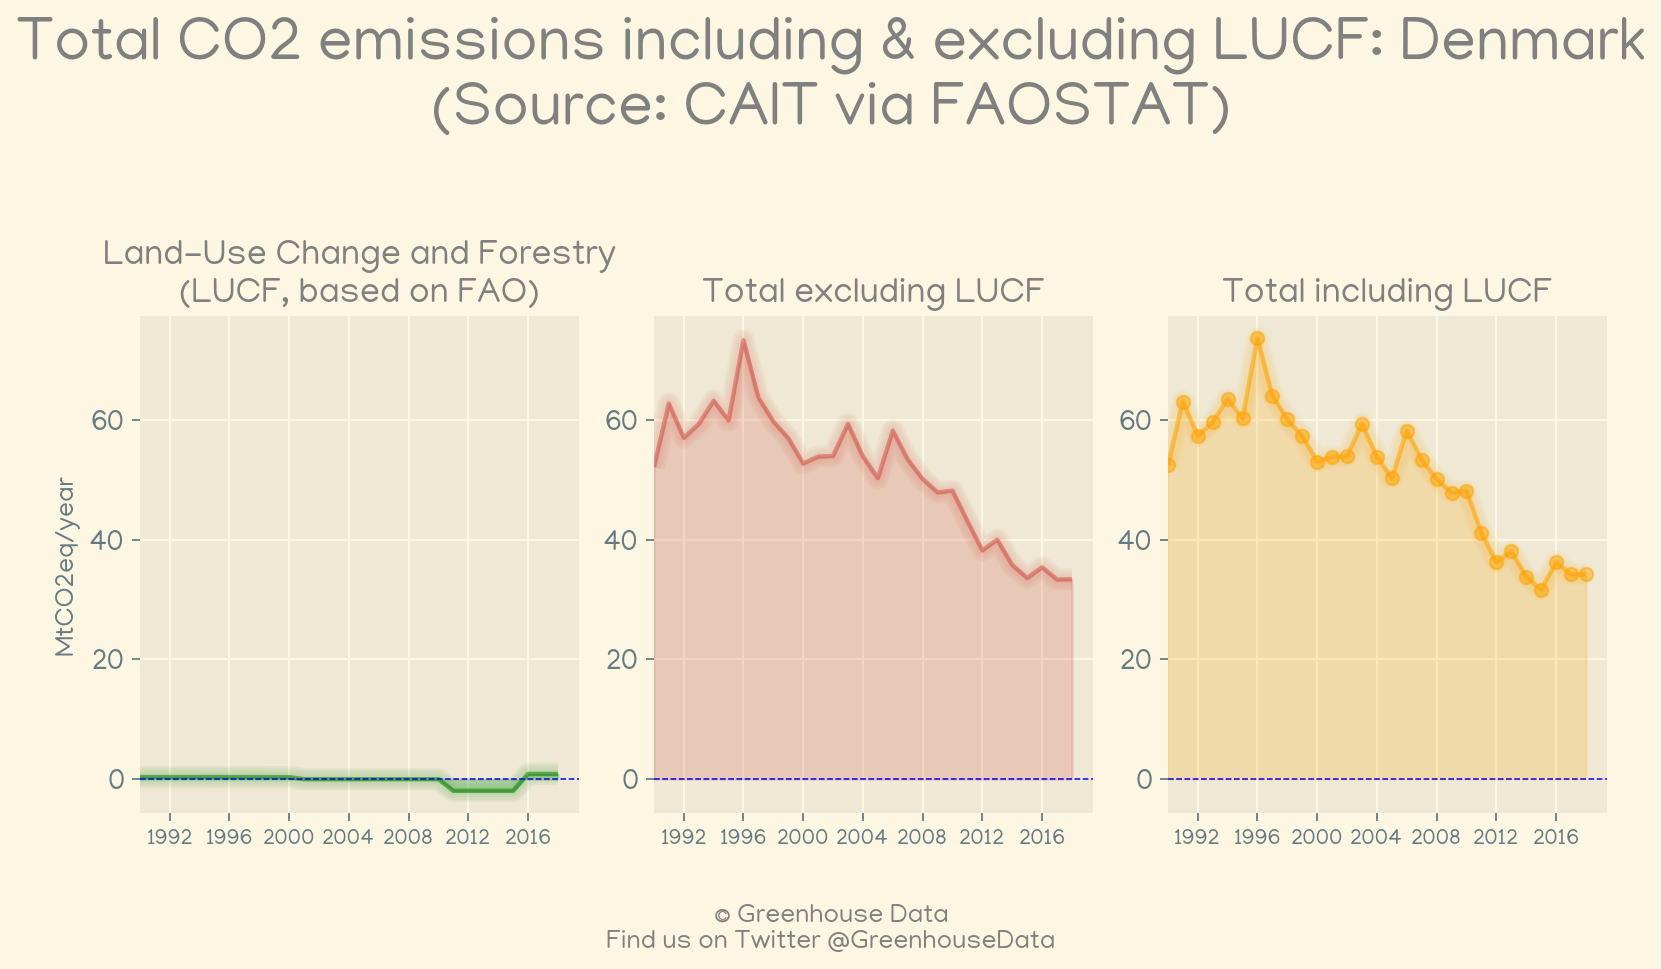 Total CO2 emissions including & excluding LUCF: Denmark
(Source: CAIT via FAOSTAT)
Land-Use Change and Forestry
(LUCF, based on FAO)
MtCO2eq/year
60
40
20
0
1992 1996 2000 2004 2008 2012 2016
Total excluding LUCF
60
40
20
0
1992 1996 2000 2004 2008 2012 2016
Total including LUCF
60
40
20
0
1992 1996 2000 2004 2008 2012 2016
© Greenhouse Data
Find us on Twitter @GreenhouseData